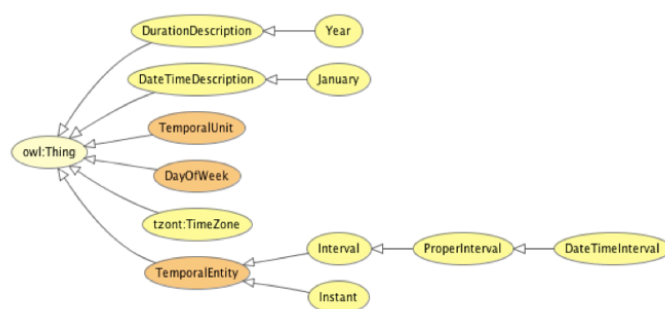 DurationDescription
Year
DateTimeDescription
January
TemporalUnit
owl:Thing
DayOfWeek
tzont:TimeZone
Interval
ProperInterval
DateTimeInterval
TemporalEntity
Instant